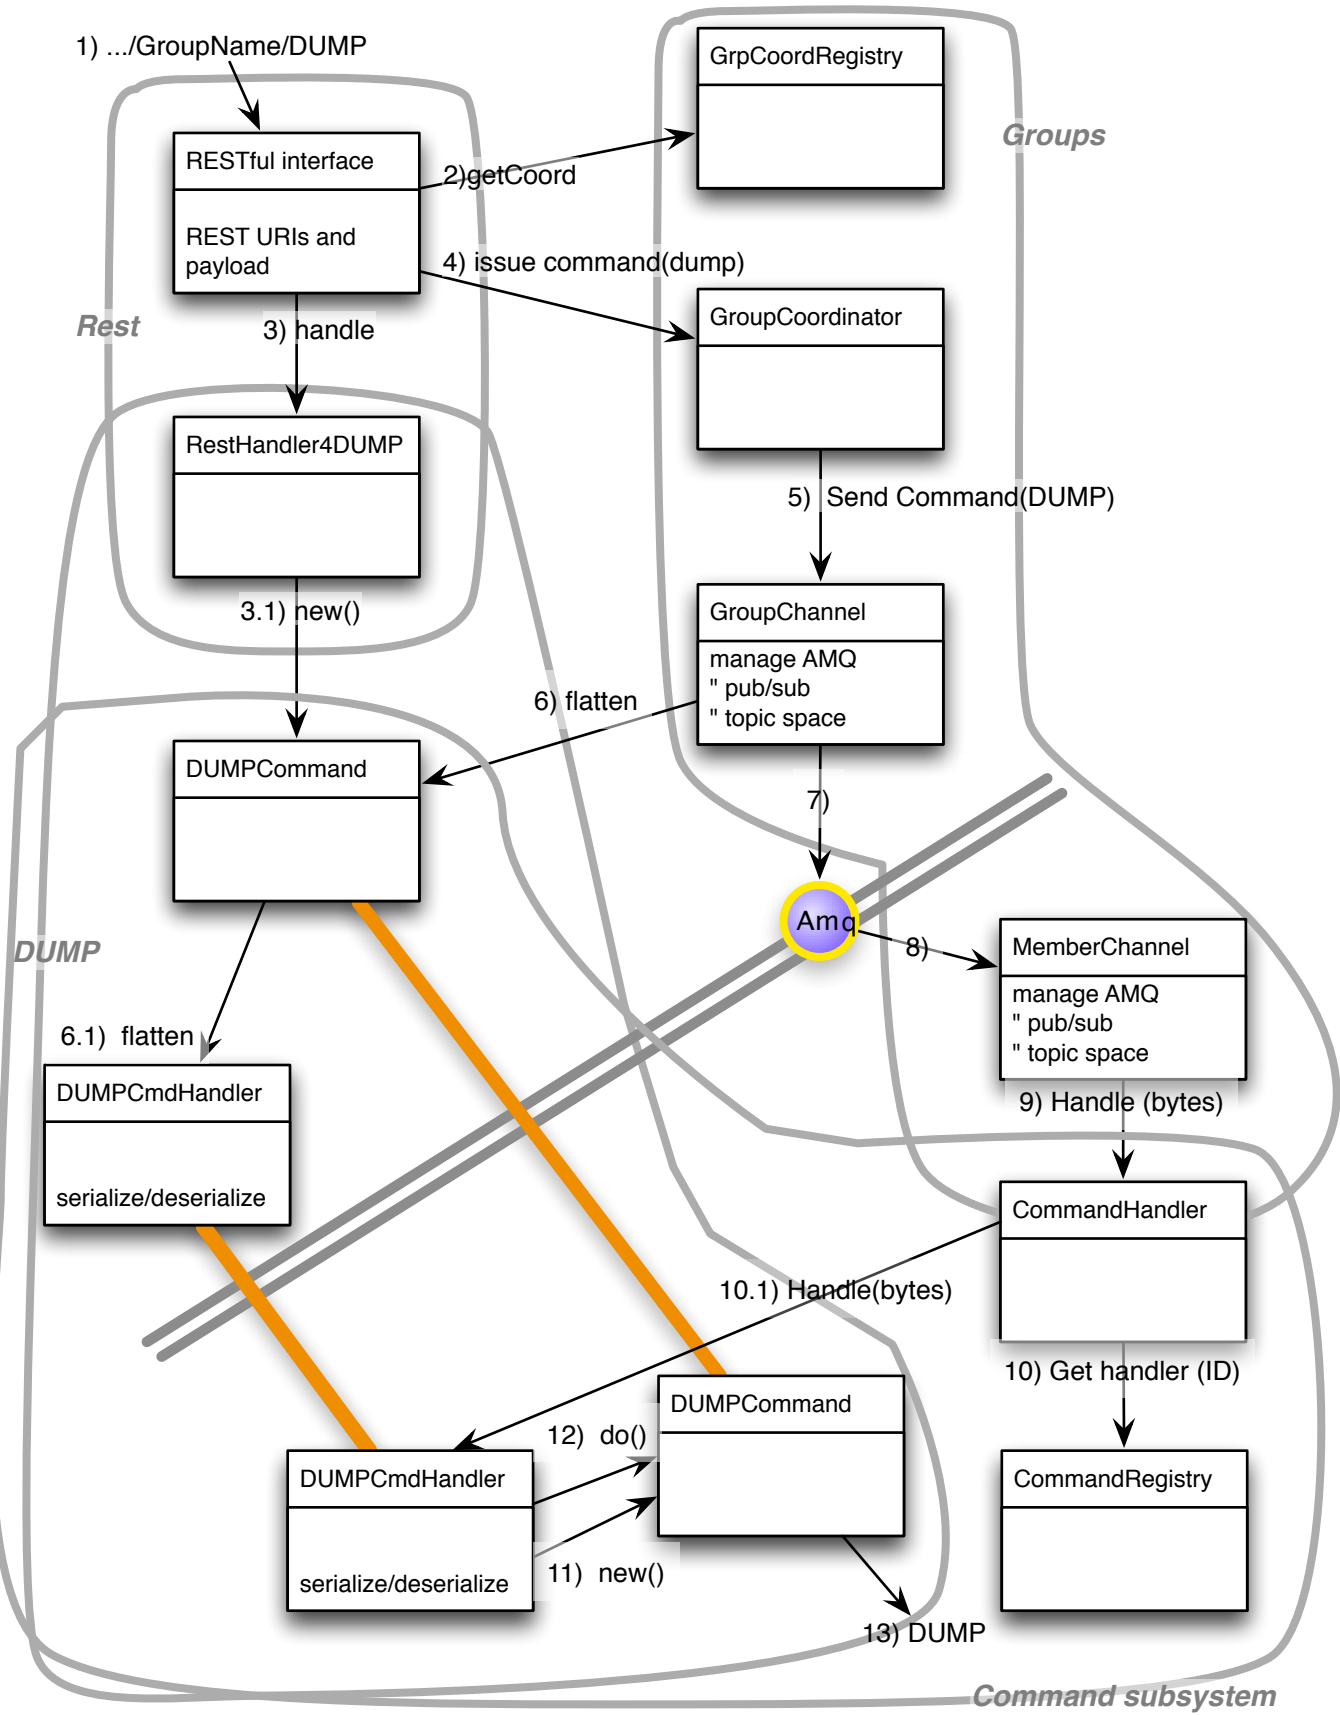 1) .../GroupName/DUMP
GrpCoordRegistry
Groups
RESTful interface
2)getCoord
REST URIs and
payload
4) issue command(dump)
Rest
3) handle
GroupCoordinator
RestHandler4DUMP
5)  Send Command(DUMP)
3.1) new()
GroupChannel
manage AMQ
" pub/sub
" topic space
6) flatten
DUMPCommand
7)
Amq
8)
MemberChannel
manage AMQ
" pub/sub
" topic space
DUMP
6.1)  flatten
DUMPCmdHandler
serialize/deserialize
9) Handle (bytes)
CommandHandler
10.1) Handle(bytes)
10) Get handler (ID)
DUMPCommand
12)  do()
DUMPCmdHandler
serialize/deserialize
11)  new()
CommandRegistry
13) DUMP
Command subsystem